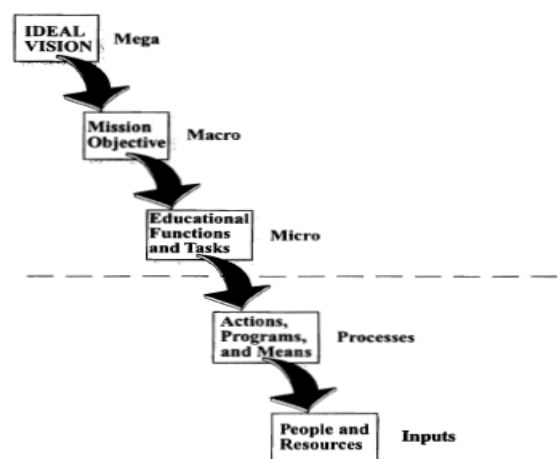 IDEAL
VISION
Mega
Mission
Objective
Macro
Educational
Functions
and Tasks
Micro
Actions,
Programs,
and Means
Processes
People and
Resources
Inputs